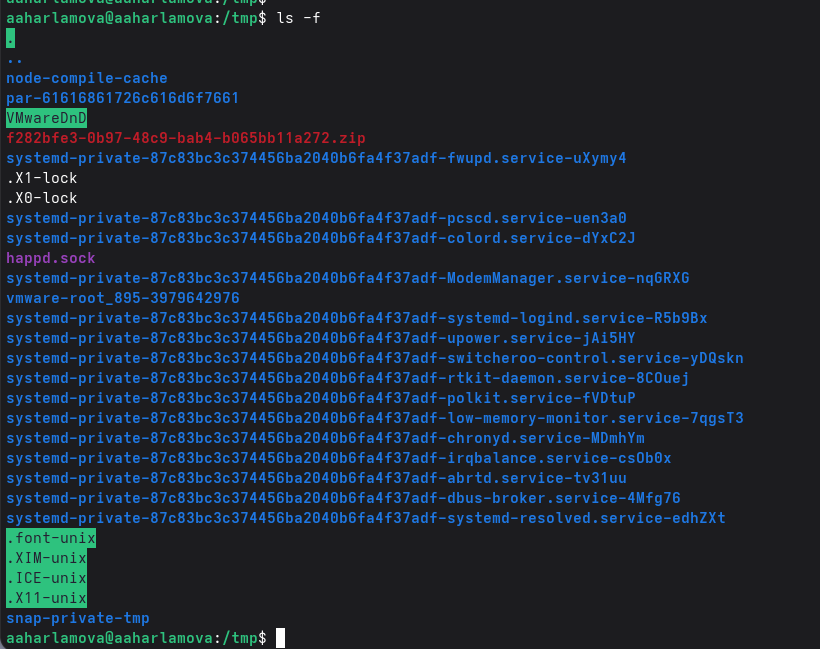 aaharlamova@aaharlamova:/tmp$ ls -f
.
..
node-compile-cache
par-61616861726c616d6f7661
VMwareDnD
f282bfe3-0b97-48c9-bab4-b065bb11a272.zip
systemd-private-87c83bc3c374456ba2040b6fa4f37adf-fwupd.service-uXymy4
.X1-lock
.X0-lock
systemd-private-87c83bc3c374456ba2040b6fa4f37adf-pcscd.service-uen3a0
systemd-private-87c83bc3c374456ba2040b6fa4f37adf-colord.service-dYxC2J
happd.sock
systemd-private-87c83bc3c374456ba2040b6fa4f37adf-ModemManager.service-nqGRXG
vmware-root_895-3979642976
systemd-private-87c83bc3c374456ba2040b6fa4f37adf-systemd-logind.service-R5b9Bx
systemd-private-87c83bc3c374456ba2040b6fa4f37adf-upower.service-jAi5HY
systemd-private-87c83bc3c374456ba2040b6fa4f37adf-switcheroo-control.service-yDQskn
systemd-private-87c83bc3c374456ba2040b6fa4f37adf-rtkit-daemon.service-8COuej
systemd-private-87c83bc3c374456ba2040b6fa4f37adf-polkit.service-fVDtuP
systemd-private-87c83bc3c374456ba2040b6fa4f37adf-low-memory-monitor.service-7qgsT3
systemd-private-87c83bc3c374456ba2040b6fa4f37adf-chronyd.service-MDmhYm
systemd-private-87c83bc3c374456ba2040b6fa4f37adf-irqbalance.service-csOb0x
systemd-private-87c83bc3c374456ba2040b6fa4f37adf-abrtd.service-tv31uu
systemd-private-87c83bc3c374456ba2040b6fa4f37adf-dbus-broker.service-4Mfg76
systemd-private-87c83bc3c374456ba2040b6fa4f37adf-systemd-resolved.service-edhZXt
.font-unix
.XIM-unix
.ICE-unix
.X11-unix
snap-private-tmp
aaharlamova@aaharlamova:/tmp$